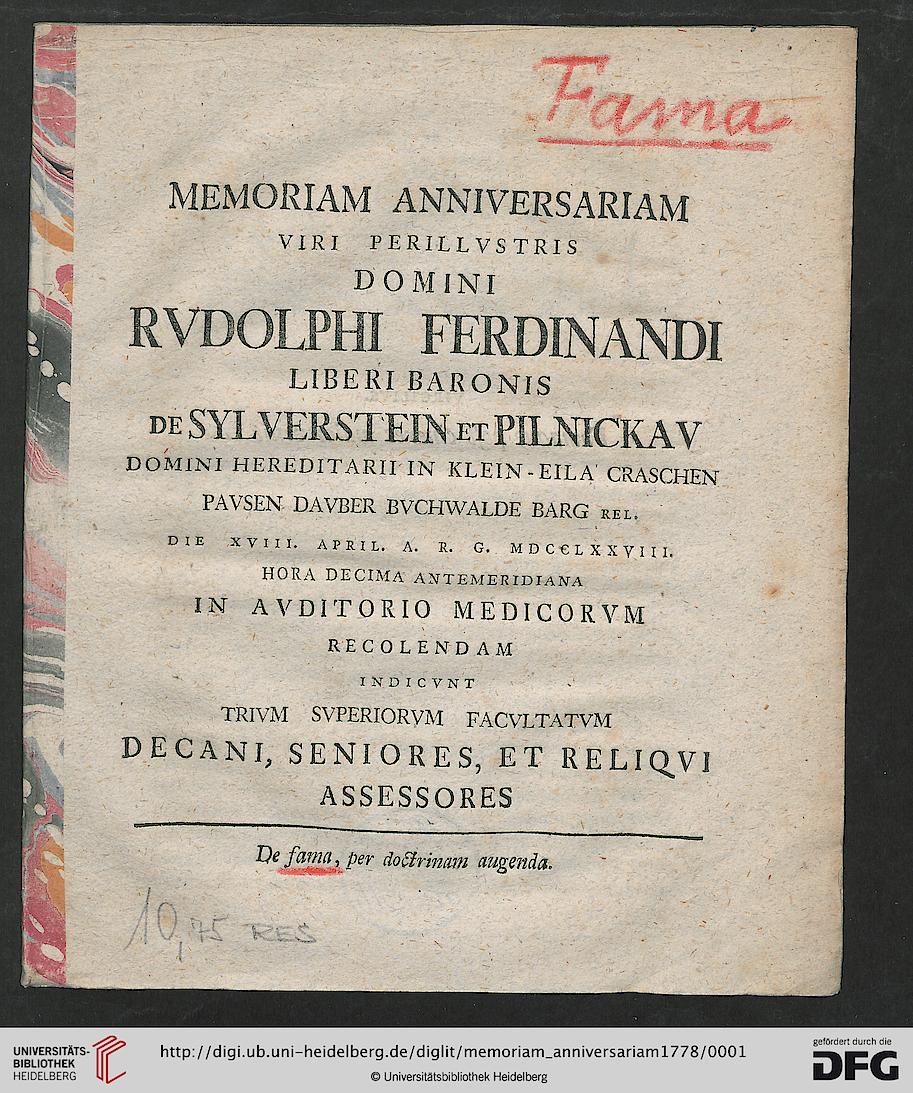 Fama
MEMORIAM ANNIVERSARIAM
VIRI PERILLVSTRIS
DOMINI
RVDOLPHI FERDINANDI
LIBERI BARONIS
DE SYLVERSTEIN ET PILNICKAV
DOMINI HEREDITARII IN KLEIN-EILA CRASCHEN
PAVSEN DAVBER BVCHWALDE BARG REL.
DIE XVIII. APRIL. A. R. G. MDCCLXXVIII.
HORA DECIMA ANTEMERIDIANA
IN AVDITORIO MEDICORVM
RECOLENDAM
INDICVNT
TRIVM SVPERIORVM FACVLTATVM
DECANI, SENIORES, ET RELIQVI
ASSESSORES
De fama, per doctrinam augenda.
10,75 RES
UNIVERSITÄTS-
BIBLIOTHEK
HEIDELBERG
http://digi.ub.uni-heidelberg.de/diglit/memoriam_anniversariam1778/0001
© Universitätsbibliothek Heidelberg
gefördert durch die
DFG